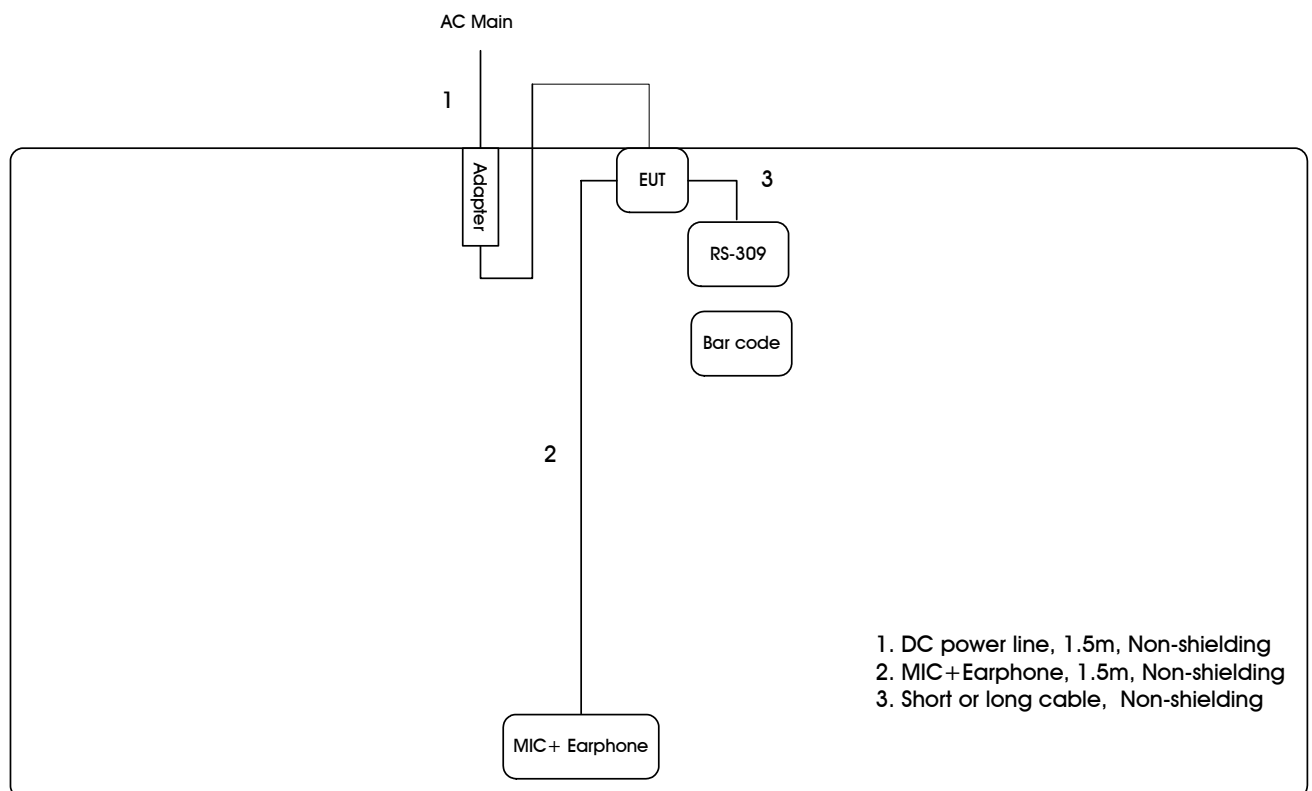 AC Main
1
Adapter
EUT
3
RS-309
Bar code
2
1. DC power line, 1.5m, Non-shielding
2. MIC+Earphone, 1.5m, Non-shielding
3. Short or long cable, Non-shielding
MIC+ Earphone